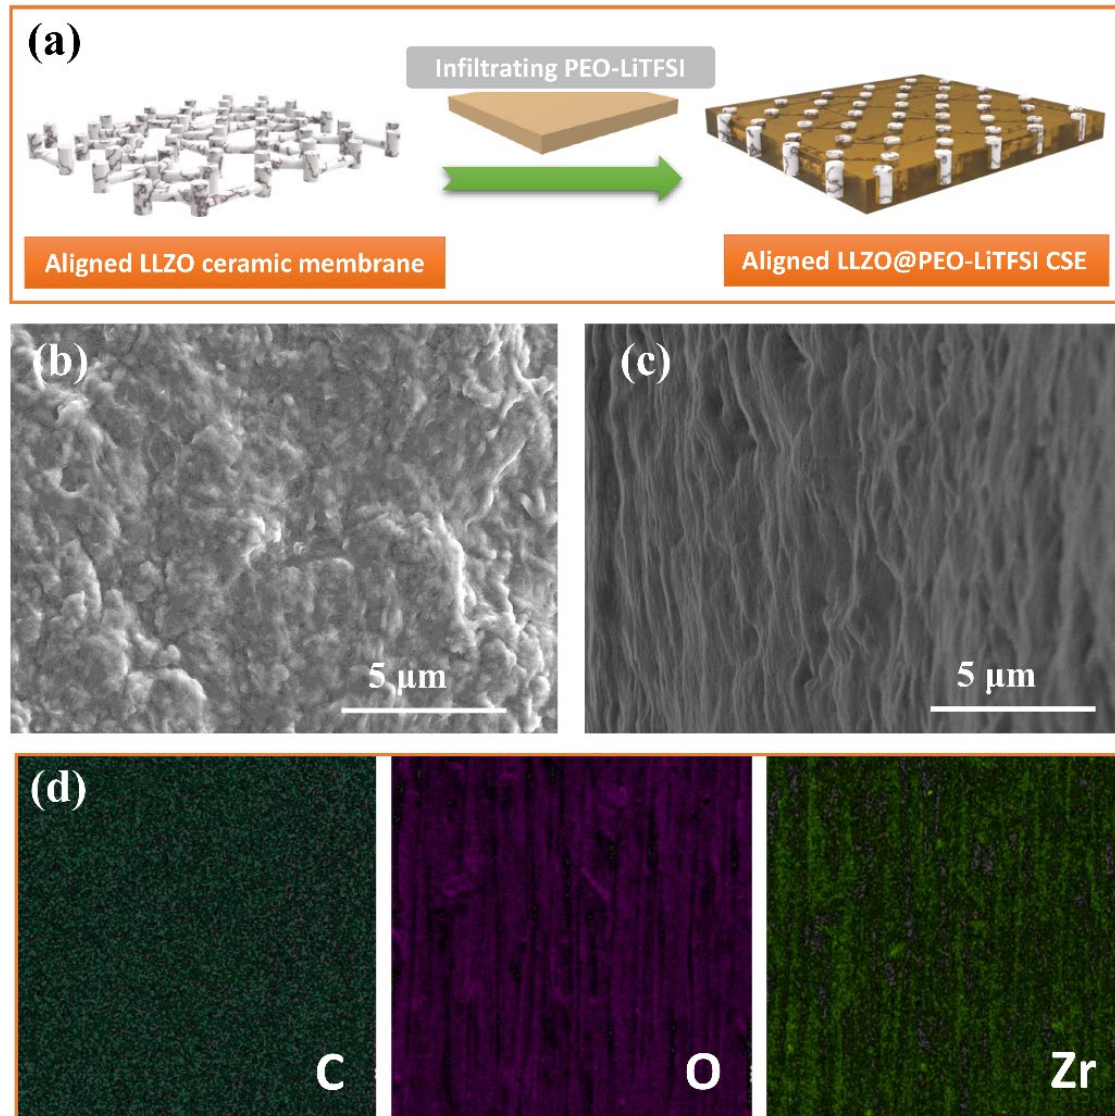 (a)
Infiltrating PEO-LiTFSI
Aligned LLZO ceramic membrane
Aligned LLZO@PEO-LiTFSI CSE
(b)
5 μm
(c)
5 μm
(d)
C
O
Zr